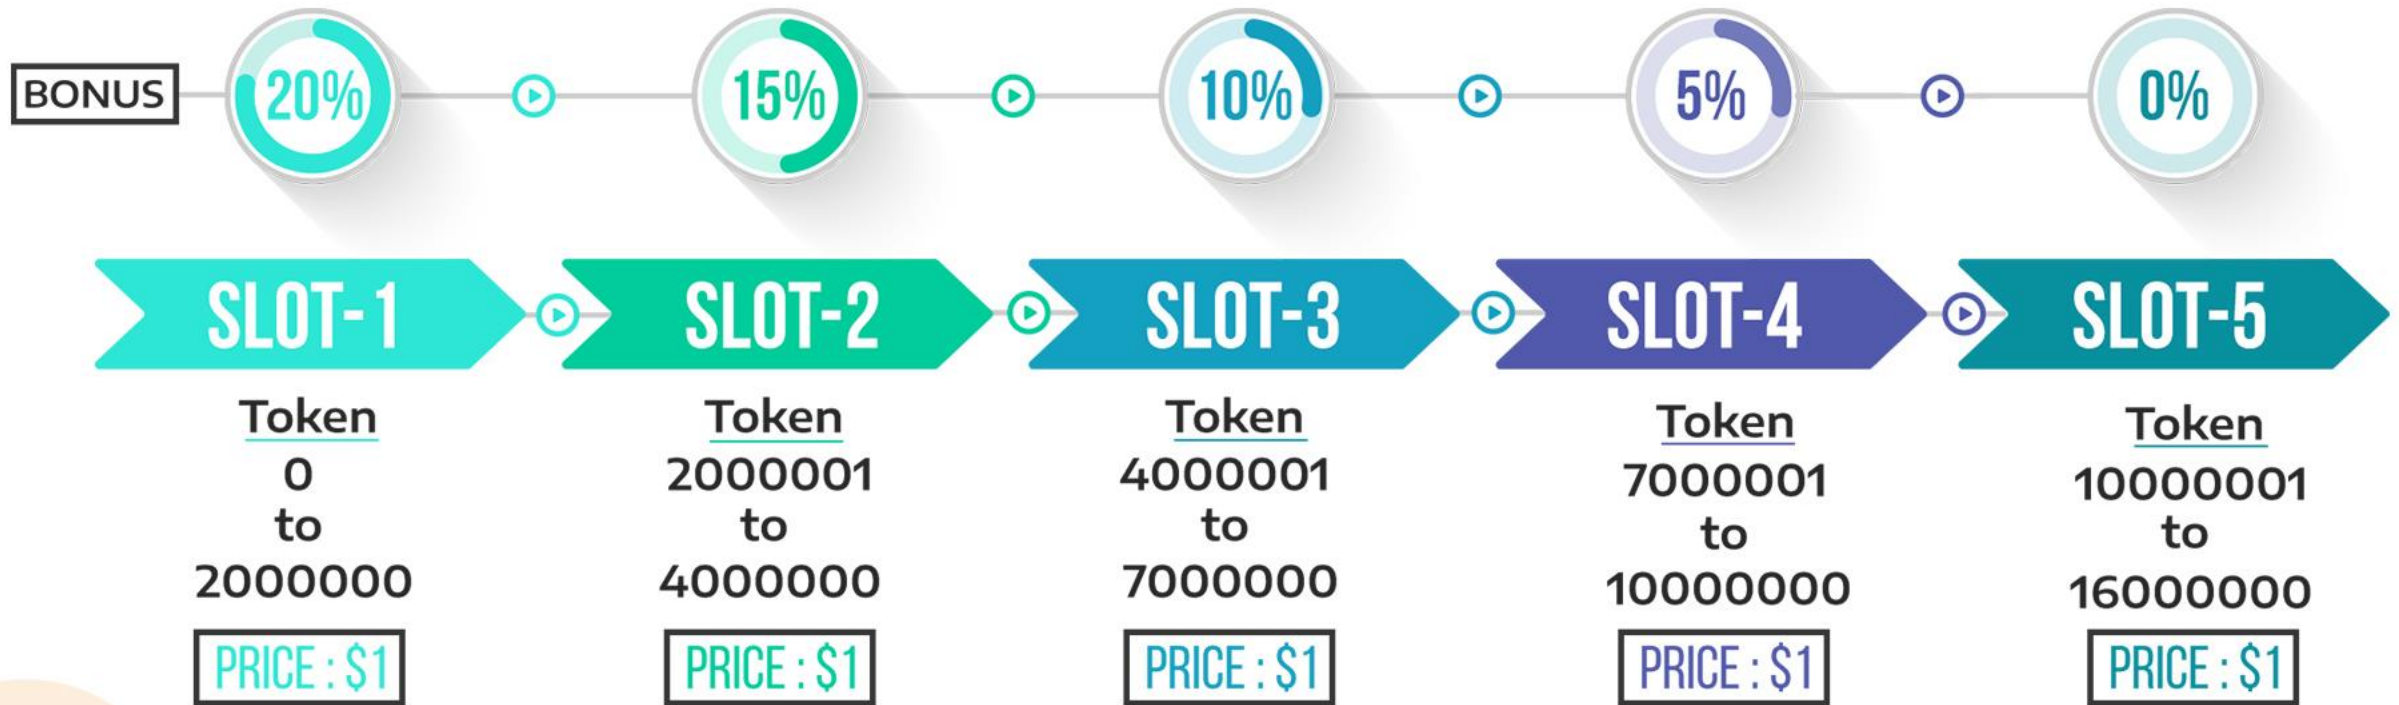 BONUS
20%
15%
10%
5%
0%
SLOT-1
SLOT-2
SLOT-3
SLOT-4
SLOT-5
Token
0
to
2000000
PRICE : $1
Token
2000001
to
4000000
PRICE : $1
Token
4000001
to
7000000
PRICE : $1
Token
7000001
to
10000000
PRICE : $1
Token
10000001
to
16000000
PRICE : $1